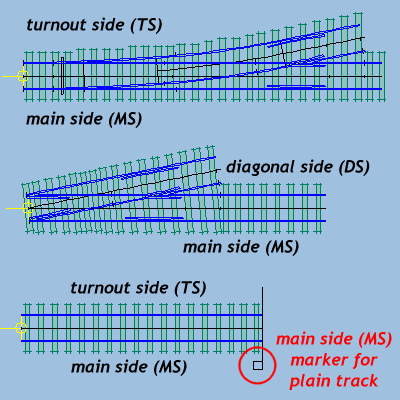 turnout side (TS)
main side (MS)
diagonal side (DS)
main side (MS)
turnout side (TS)
main side (MS)
main side (MS)
marker for
plain track